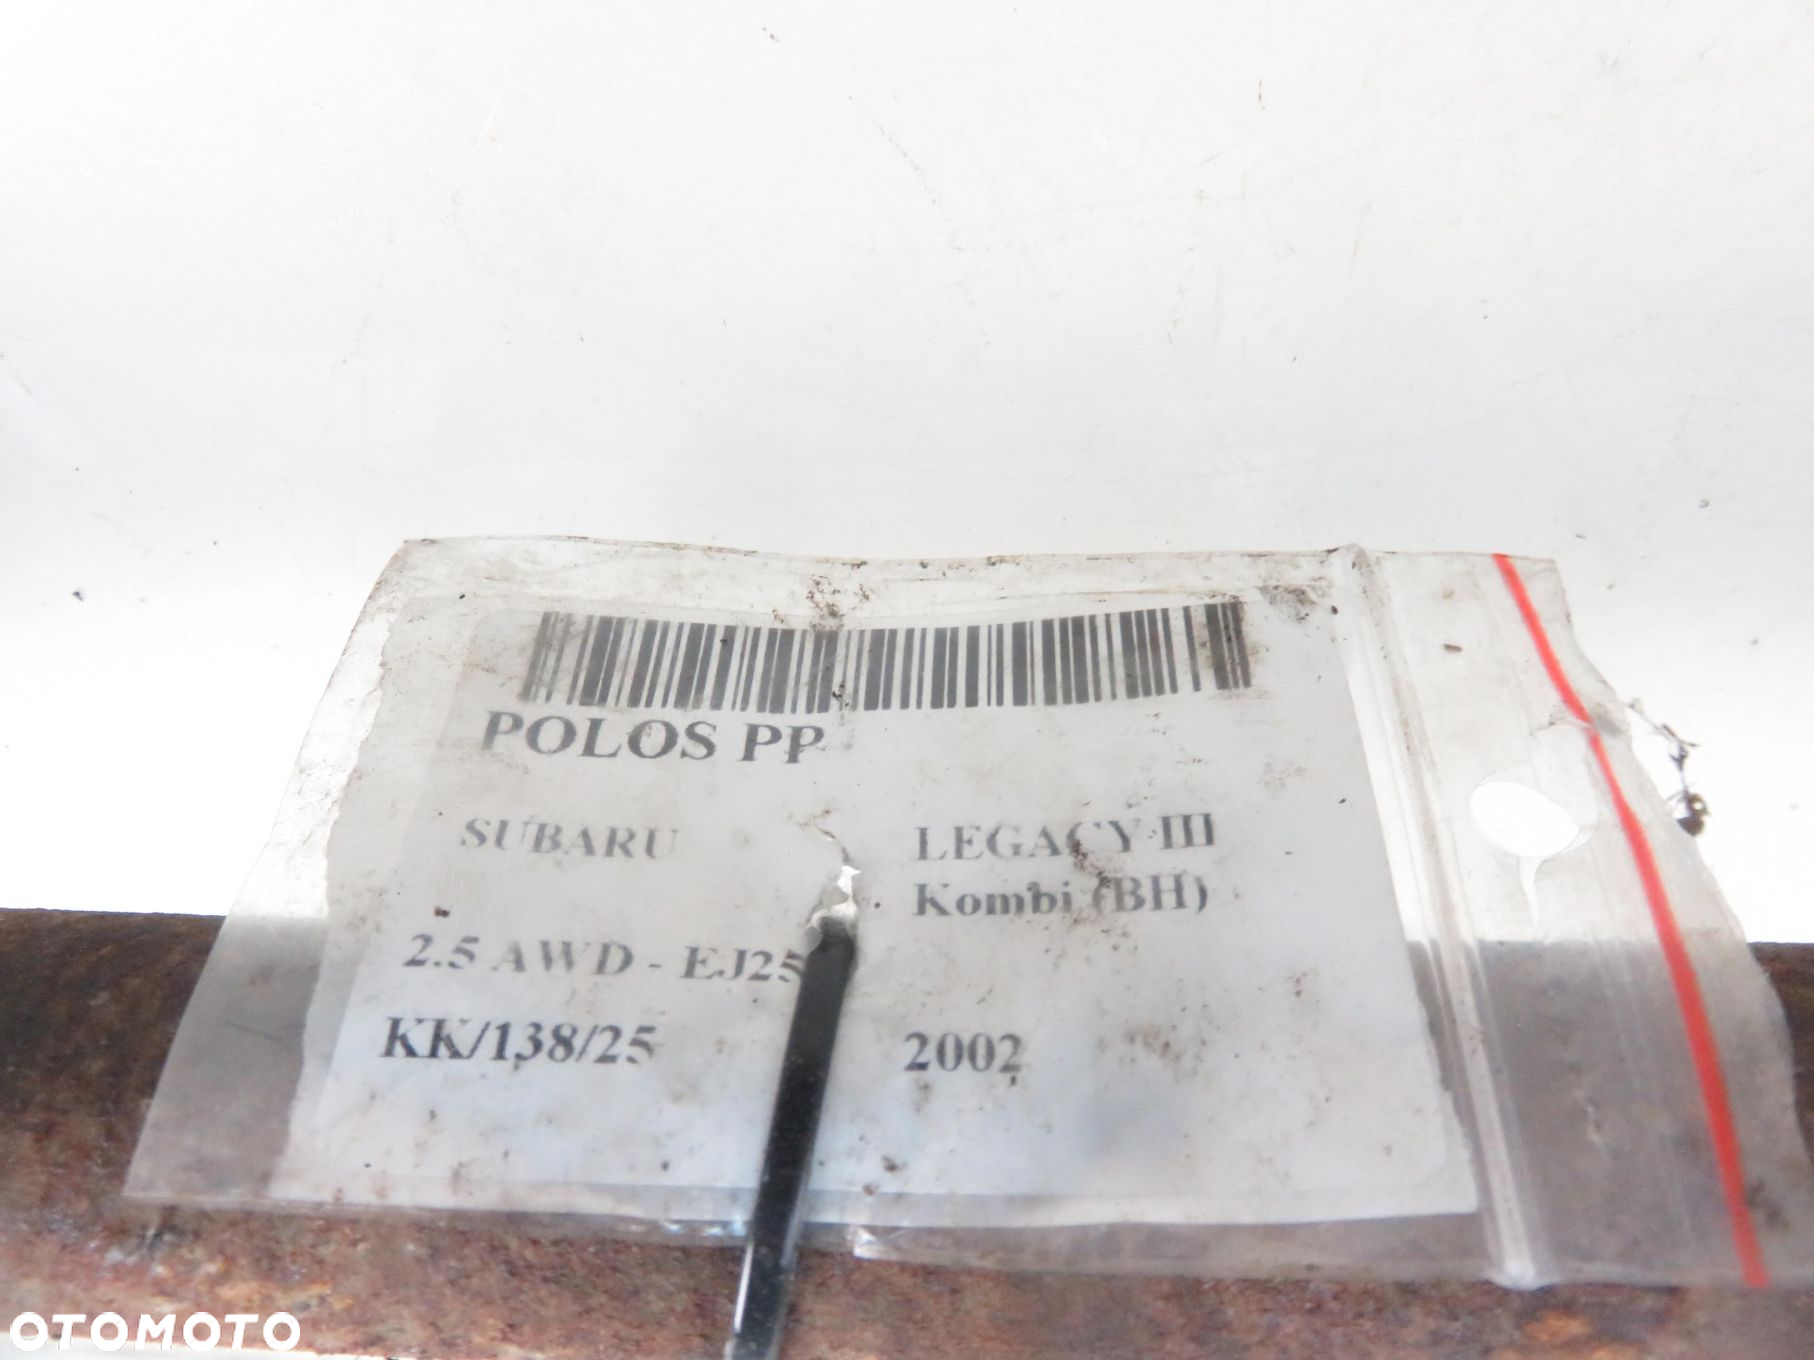 POLOS PP
SUBARU
LEGACY III
Kombi (BH)
2.5 AWD - EJ25
KK/138/25
2002
OTOMOTO